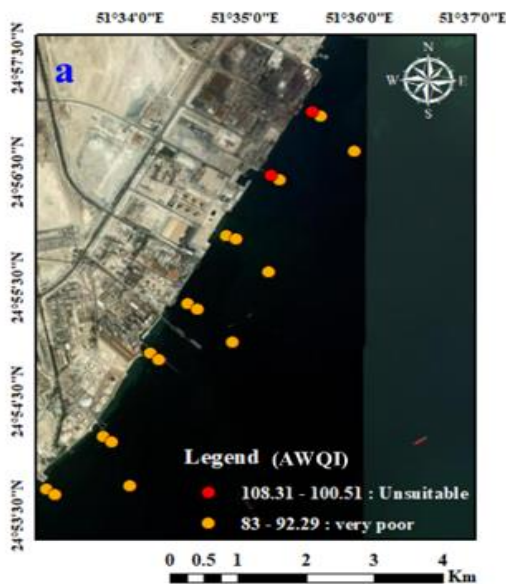 51°34'0"E 51°35'0"E 51°36'0"E 51°37'0"E
24°57'30"N
a
N
W E
S
24°56'30"N
24°55'30"N
24°54'30"N
Legend (AWQI)
108.31 - 100.51 : Unsuitable
83 - 92.29 : very poor
24°53'30"N
0 0.5 1 2 3 4
Km